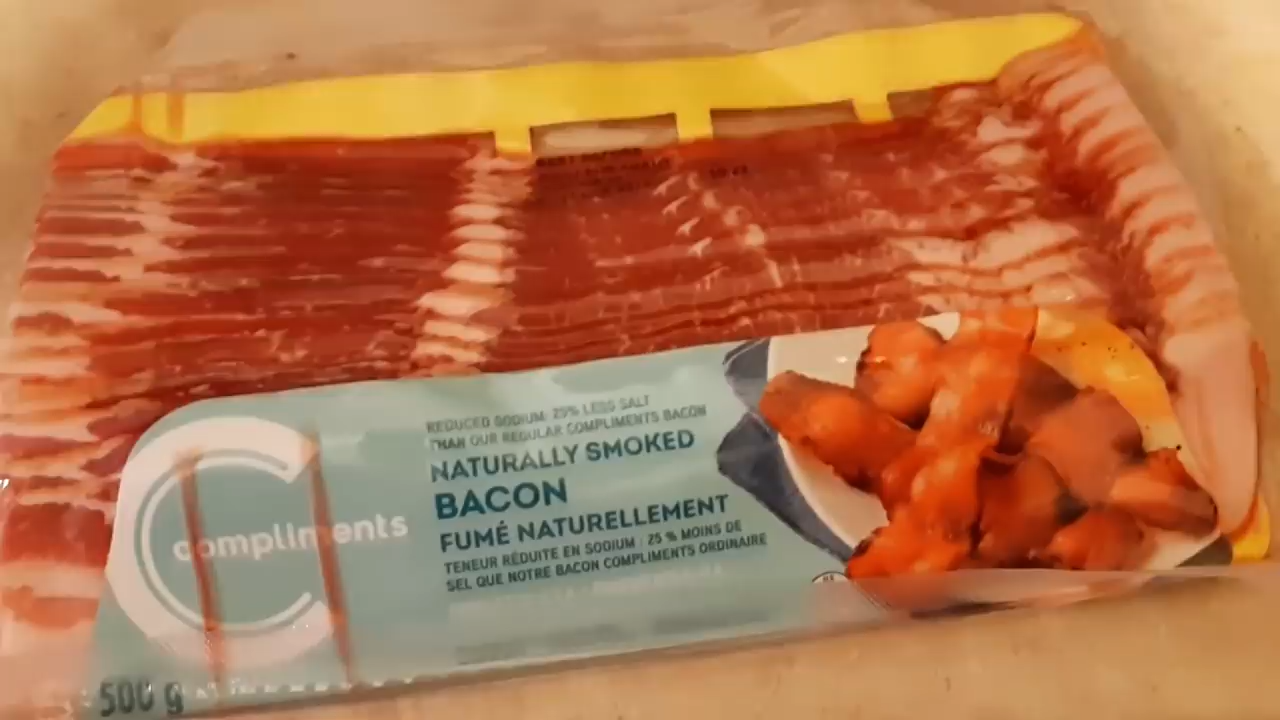 REDUCED SODIUM: 25% LESS SALT
THAN OUR REGULAR COMPLIMENTS BACON
NATURALLY SMOKED
BACON
FUMÉ NATURELLEMENT
TENEUR RÉDUITE EN SODIUM : 25 % MOINS DE
SEL QUE NOTRE BACON COMPLIMENTS ORDINAIRE
compliments
500 g